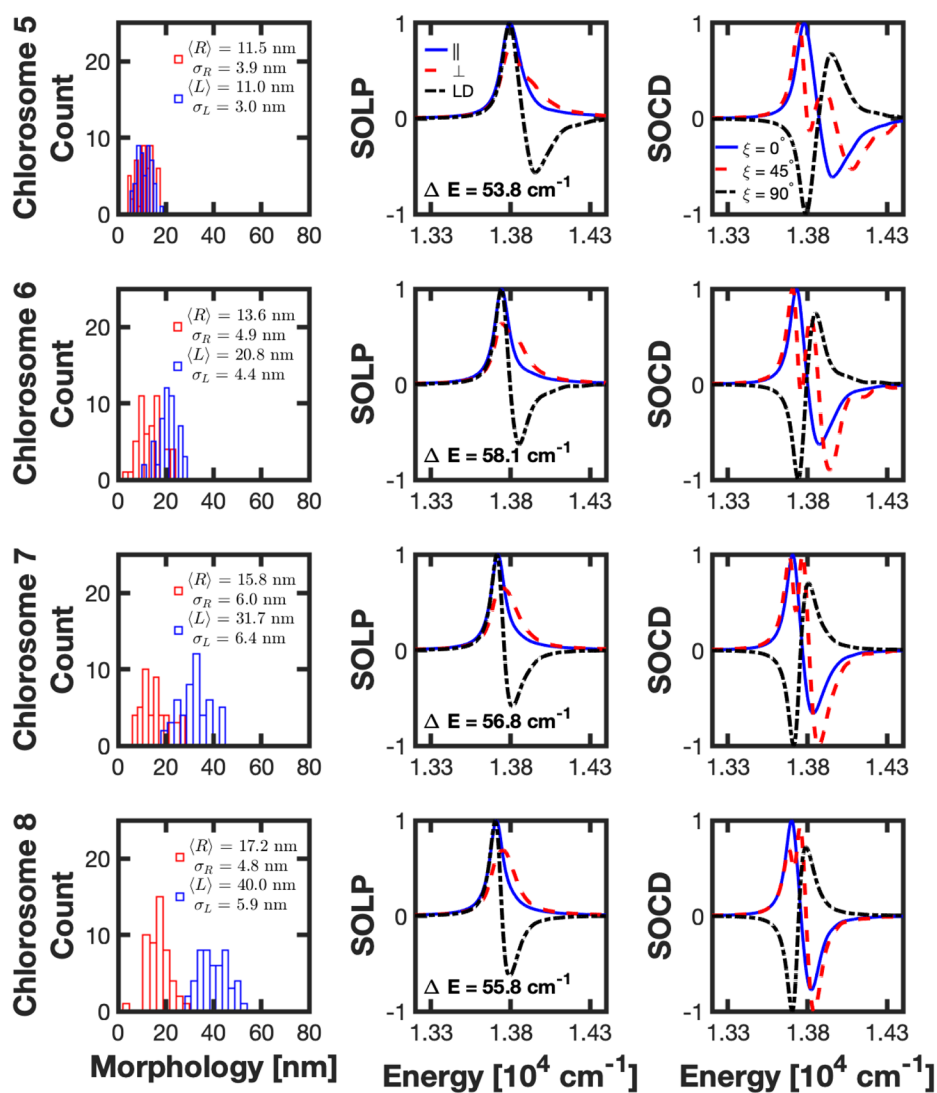 Chlorosome 5
Count
20
10
0
0 20 40 60 80
⟨R⟩ = 11.5 nm
σ_R = 3.9 nm
⟨L⟩ = 11.0 nm
σ_L = 3.0 nm
SOLP
1
0
-1
1.33 1.38 1.43
||
⊥
LD
Δ E = 53.8 cm⁻¹
SOCD
1
0
-1
1.33 1.38 1.43
ξ = 0°
ξ = 45°
ξ = 90°
Chlorosome 6
Count
20
10
0
0 20 40 60 80
⟨R⟩ = 13.6 nm
σ_R = 4.9 nm
⟨L⟩ = 20.8 nm
σ_L = 4.4 nm
SOLP
1
0
-1
1.33 1.38 1.43
Δ E = 58.1 cm⁻¹
SOCD
1
0
-1
1.33 1.38 1.43
Chlorosome 7
Count
20
10
0
0 20 40 60 80
⟨R⟩ = 15.8 nm
σ_R = 6.0 nm
⟨L⟩ = 31.7 nm
σ_L = 6.4 nm
SOLP
1
0
-1
1.33 1.38 1.43
Δ E = 56.8 cm⁻¹
SOCD
1
0
-1
1.33 1.38 1.43
Chlorosome 8
Count
20
10
0
0 20 40 60 80
⟨R⟩ = 17.2 nm
σ_R = 4.8 nm
⟨L⟩ = 40.0 nm
σ_L = 5.9 nm
Morphology [nm]
SOLP
1
0
-1
1.33 1.38 1.43
Δ E = 55.8 cm⁻¹
Energy [10⁴ cm⁻¹]
SOCD
1
0
-1
1.33 1.38 1.43
Energy [10⁴ cm⁻¹]